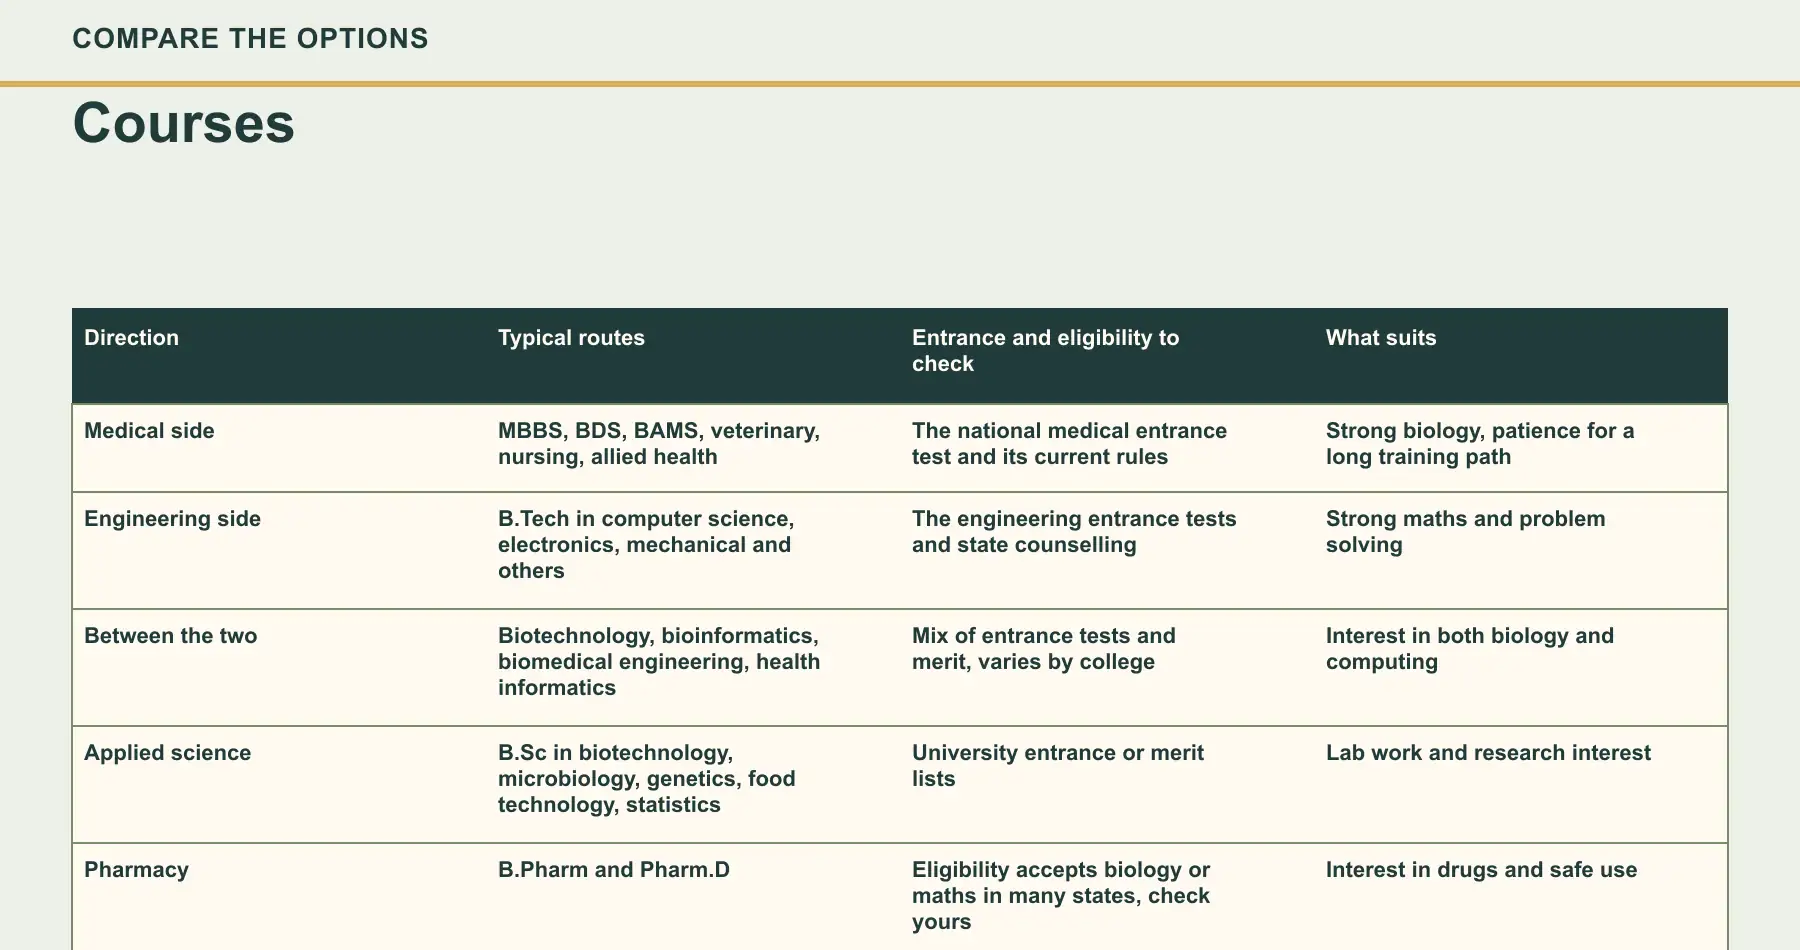 COMPARE THE OPTIONS
Courses
Direction
Typical routes
Entrance and eligibility to
check
What suits
Medical side
MBBS, BDS, BAMS, veterinary,
nursing, allied health
The national medical entrance
test and its current rules
Strong biology, patience for a
long training path
Engineering side
B.Tech in computer science,
electronics, mechanical and
others
The engineering entrance tests
and state counselling
Strong maths and problem
solving
Between the two
Biotechnology, bioinformatics,
biomedical engineering, health
informatics
Mix of entrance tests and
merit, varies by college
Interest in both biology and
computing
Applied science
B.Sc in biotechnology,
microbiology, genetics, food
technology, statistics
University entrance or merit
lists
Lab work and research interest
Pharmacy
B.Pharm and Pharm.D
Eligibility accepts biology or
maths in many states, check
yours
Interest in drugs and safe use